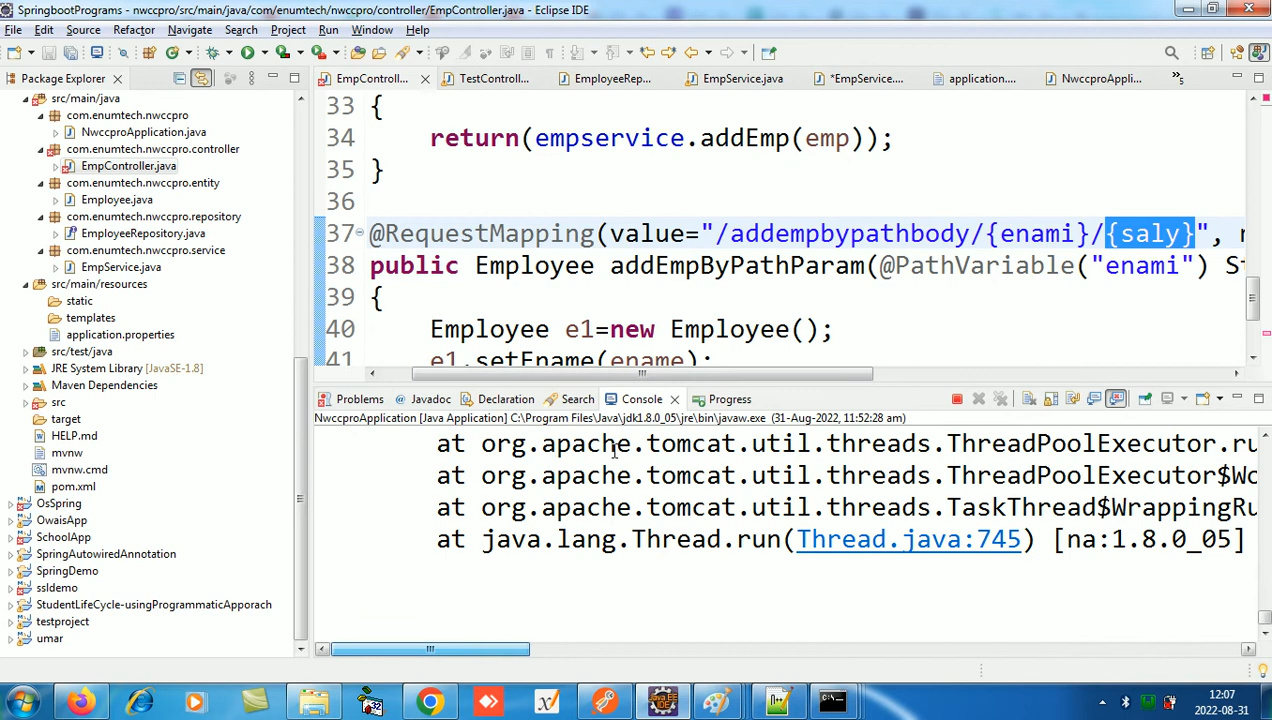 SpringbootPrograms - nwccpro/src/main/java/com/enumtech/nwccpro/controller/EmpController.java - Eclipse IDE
File Edit Source Refactor Navigate Search Project Run Window Help
Package Explorer
EmpControll... TestControll... EmployeeRep... EmpService.java *EmpService.... application.... NwccproAppli... »5
src/main/java
com.enumtech.nwccpro
NwccproApplication.java
com.enumtech.nwccpro.controller
EmpController.java
com.enumtech.nwccpro.entity
Employee.java
com.enumtech.nwccpro.repository
EmployeeRepository.java
com.enumtech.nwccpro.service
EmpService.java
src/main/resources
static
templates
application.properties
src/test/java
JRE System Library [JavaSE-1.8]
Maven Dependencies
src
target
HELP.md
mvnw
mvnw.cmd
pom.xml
OsSpring
OwaisApp
SchoolApp
SpringAutowiredAnnotation
SpringDemo
ssldemo
StudentLifeCycle-usingProgrammaticApporach
testproject
umar
33 {
34 return(empservice.addEmp(emp));
35 }
36
37 @RequestMapping(value="/addempbypathbody/{enami}/{saly}", r
38 public Employee addEmpByPathParam(@PathVariable("enami") St
39 {
40 Employee e1=new Employee();
41 e1.setEname(ename);
Problems Javadoc Declaration Search Console Progress
NwccproApplication [Java Application] C:\Program Files\Java\jdk1.8.0_05\jre\bin\javaw.exe (31-Aug-2022, 11:52:28 am)
at org.apache.tomcat.util.threads.ThreadPoolExecutor.ru
at org.apache.tomcat.util.threads.ThreadPoolExecutor$Wo
at org.apache.tomcat.util.threads.TaskThread$WrappingRu
at java.lang.Thread.run(Thread.java:745) [na:1.8.0_05]
12:07
2022-08-31